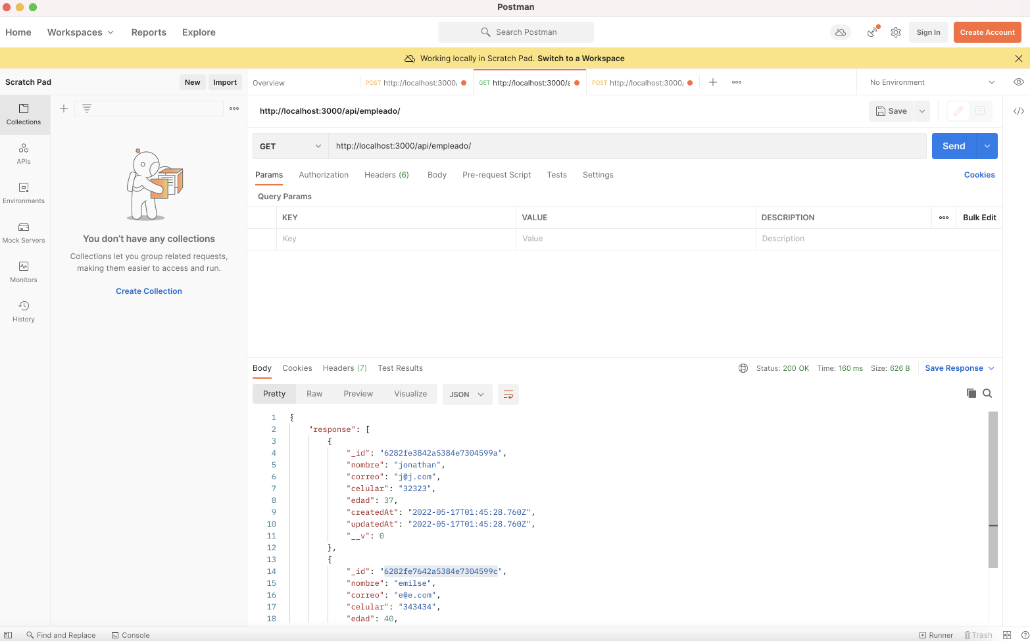 Postman
Home Workspaces Reports Explore Search Postman Sign In Create Account
Working locally in Scratch Pad. Switch to a Workspace
Scratch Pad New Import Overview POST http://localhost:3000, GET http://localhost:3000/a POST http://localhost:3000, No Environment
Collections
APIs
Environments
Mock Servers
Monitors
History
You don't have any collections
Collections let you group related requests,
making them easier to access and run.
Create Collection
http://localhost:3000/api/empleado/ Save
GET http://localhost:3000/api/empleado/ Send
Params Authorization Headers (6) Body Pre-request Script Tests Settings Cookies
Query Params
KEY VALUE DESCRIPTION Bulk Edit
Key Value Description
Body Cookies Headers (7) Test Results Status: 200 OK Time: 160 ms Size: 626 B Save Response
Pretty Raw Preview Visualize JSON
1 {
2 "response": [
3 {
4 "_id": "6282fe3842a5384e7304599a",
5 "nombre": "jonathan",
6 "correo": "j@j.com",
7 "celular": "32323",
8 "edad": 37,
9 "createdAt": "2022-05-17T01:45:28.760Z",
10 "updatedAt": "2022-05-17T01:45:28.760Z",
11 "__v": 0
12 },
13 {
14 "_id": "6282fe7642a5384e7304599c",
15 "nombre": "emilse",
16 "correo": "e@e.com",
17 "celular": "343434",
18 "edad": 40,
Find and Replace Console Runner Trash